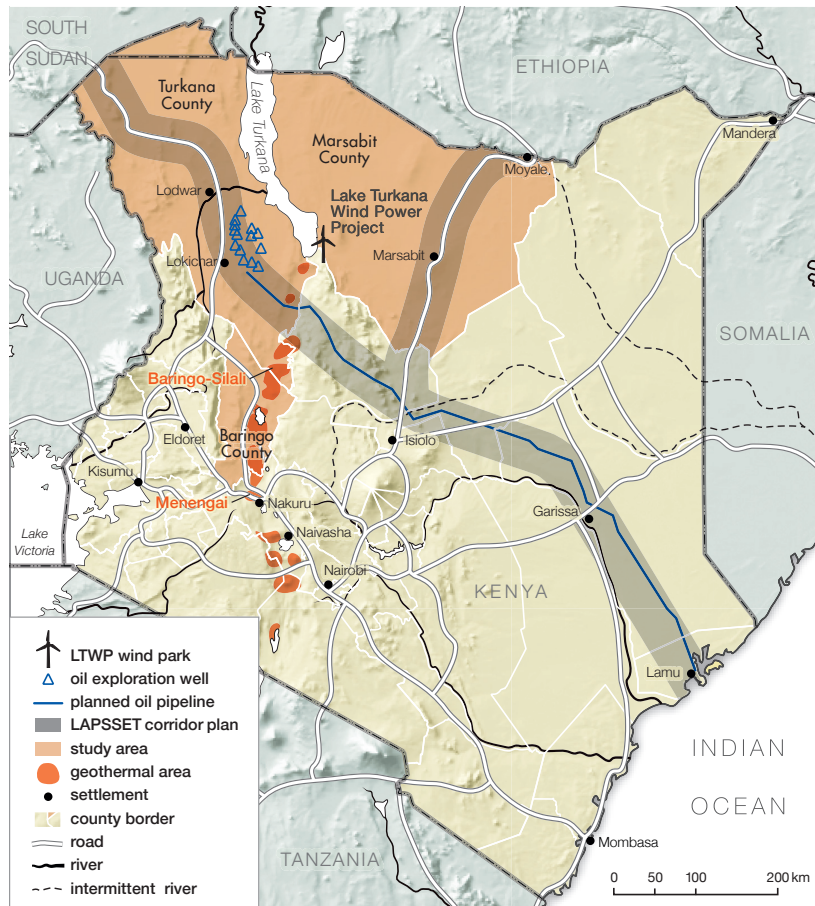 SOUTH
SUDAN
ETHIOPIA
Turkana
County
Lake Turkana
Mandera
Marsabit
County
Moyale
Lodwar
Lake Turkana
Wind Power
Project
Marsabit
Lokichar
UGANDA
SOMALIA
Baringo-Silali
Eldoret
Baringo
County
Isiolo
Kisumu
Menengai
Nakuru
Garissa
Lake
Victoria
Naivasha
Nairobi
KENYA
Lamu
INDIAN
OCEAN
TANZANIA
Mombasa
LTWP wind park
oil exploration well
planned oil pipeline
LAPSSET corridor plan
study area
geothermal area
settlement
county border
road
river
intermittent river
0 50 100 200 km